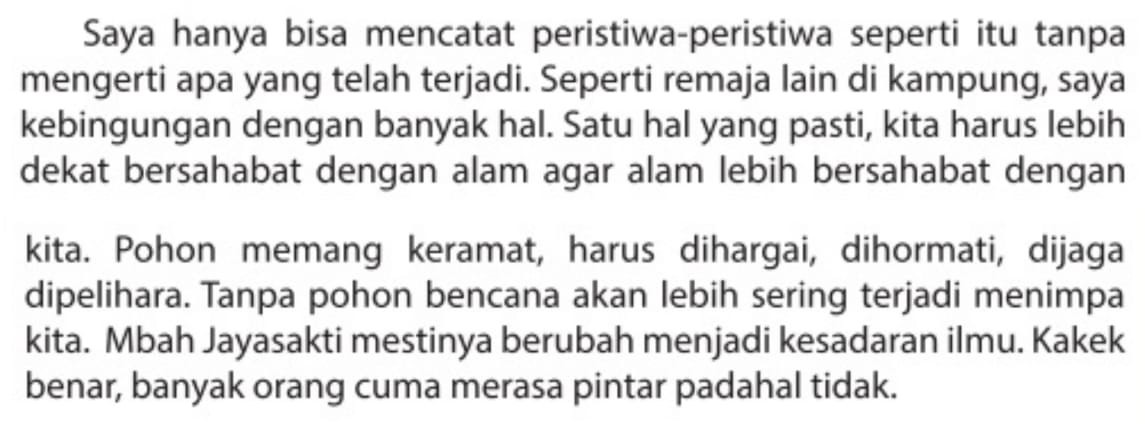 Saya hanya bisa mencatat peristiwa-peristiwa seperti itu tanpa
mengerti apa yang telah terjadi. Seperti remaja lain di kampung, saya
kebingungan dengan banyak hal. Satu hal yang pasti, kita harus lebih
dekat bersahabat dengan alam agar alam lebih bersahabat dengan
kita. Pohon memang keramat, harus dihargai, dihormati, dijaga
dipelihara. Tanpa pohon bencana akan lebih sering terjadi menimpa
kita. Mbah Jayasakti mestinya berubah menjadi kesadaran ilmu. Kakek
benar, banyak orang cuma merasa pintar padahal tidak.